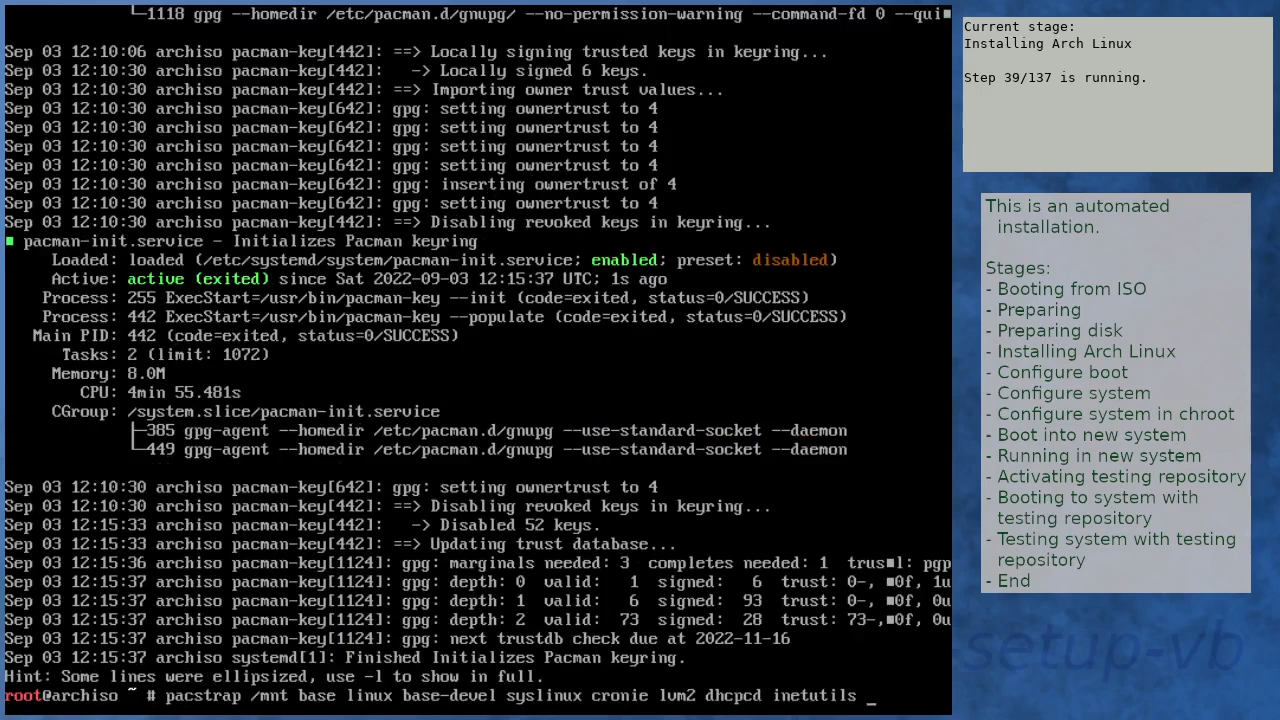 └─1118 gpg --homedir /etc/pacman.d/gnupg/ --no-permission-warning --command-fd 0 --qui■
Sep 03 12:10:06 archiso pacman-key[442]: ==> Locally signing trusted keys in keyring...
Sep 03 12:10:30 archiso pacman-key[442]:   -> Locally signed 6 keys.
Sep 03 12:10:30 archiso pacman-key[442]: ==> Importing owner trust values...
Sep 03 12:10:30 archiso pacman-key[642]: gpg: setting ownertrust to 4
Sep 03 12:10:30 archiso pacman-key[642]: gpg: setting ownertrust to 4
Sep 03 12:10:30 archiso pacman-key[642]: gpg: setting ownertrust to 4
Sep 03 12:10:30 archiso pacman-key[642]: gpg: setting ownertrust to 4
Sep 03 12:10:30 archiso pacman-key[642]: gpg: inserting ownertrust of 4
Sep 03 12:10:30 archiso pacman-key[642]: gpg: setting ownertrust to 4
Sep 03 12:10:30 archiso pacman-key[442]: ==> Disabling revoked keys in keyring...
■ pacman-init.service - Initializes Pacman keyring
Loaded: loaded (/etc/systemd/system/pacman-init.service; enabled; preset: disabled)
Active: active (exited) since Sat 2022-09-03 12:15:37 UTC; 1s ago
Process: 255 ExecStart=/usr/bin/pacman-key --init (code=exited, status=0/SUCCESS)
Process: 442 ExecStart=/usr/bin/pacman-key --populate (code=exited, status=0/SUCCESS)
Main PID: 442 (code=exited, status=0/SUCCESS)
Tasks: 2 (limit: 1072)
Memory: 8.0M
CPU: 4min 55.481s
CGroup: /system.slice/pacman-init.service
├─385 gpg-agent --homedir /etc/pacman.d/gnupg --use-standard-socket --daemon
└─449 gpg-agent --homedir /etc/pacman.d/gnupg --use-standard-socket --daemon
Sep 03 12:10:30 archiso pacman-key[642]: gpg: setting ownertrust to 4
Sep 03 12:10:30 archiso pacman-key[442]: ==> Disabling revoked keys in keyring...
Sep 03 12:15:33 archiso pacman-key[442]:   -> Disabled 52 keys.
Sep 03 12:15:33 archiso pacman-key[442]: ==> Updating trust database...
Sep 03 12:15:36 archiso pacman-key[1124]: gpg: marginals needed: 3  completes needed: 1  trus■l: pgp
Sep 03 12:15:37 archiso pacman-key[1124]: gpg: depth: 0  valid:   1  signed:   6  trust: 0-, ■0f, 1u
Sep 03 12:15:37 archiso pacman-key[1124]: gpg: depth: 1  valid:   6  signed:  93  trust: 0-, ■0f, 0u
Sep 03 12:15:37 archiso pacman-key[1124]: gpg: depth: 2  valid:  73  signed:  28  trust: 73-,■0f, 0u
Sep 03 12:15:37 archiso pacman-key[1124]: gpg: next trustdb check due at 2022-11-16
Sep 03 12:15:37 archiso systemd[1]: Finished Initializes Pacman keyring.
Hint: Some lines were ellipsized, use -l to show in full.
root@archiso ~ # pacstrap /mnt base linux base-devel syslinux cronie lvm2 dhcpcd inetutils _
Current stage:
Installing Arch Linux
Step 39/137 is running.
This is an automated
installation.
Stages:
- Booting from ISO
- Preparing
- Preparing disk
- Installing Arch Linux
- Configure boot
- Configure system
- Configure system in chroot
- Boot into new system
- Running in new system
- Activating testing repository
- Booting to system with
testing repository
- Testing system with testing
repository
- End
setup-vb